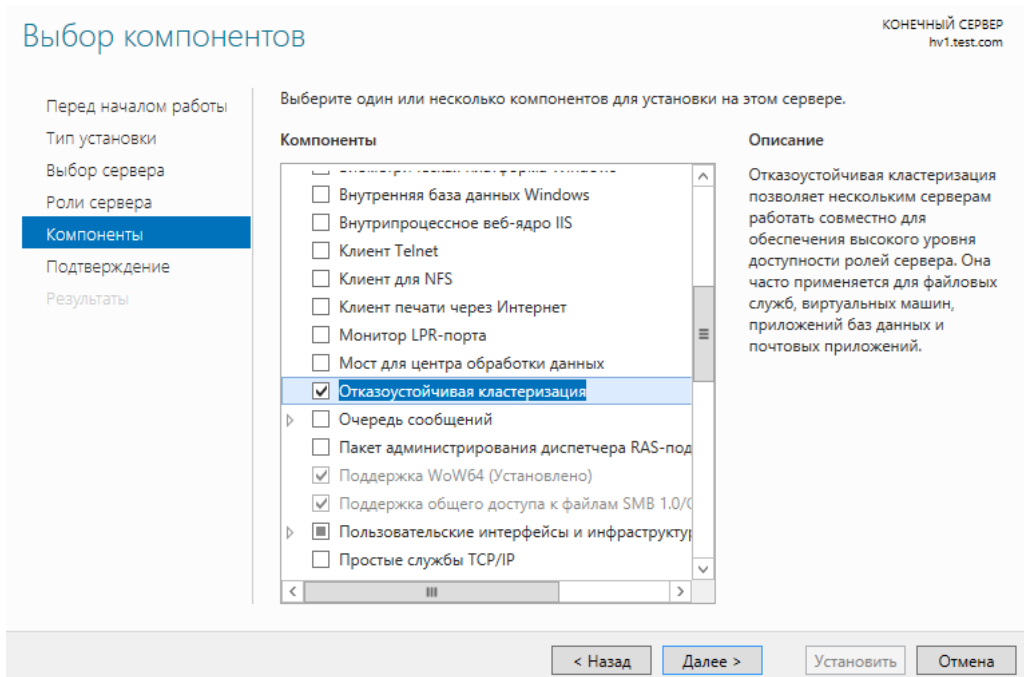 Выбор компонентов
КОНЕЧНЫЙ СЕРВЕР
hv1.test.com
Перед началом работы
Тип установки
Выбор сервера
Роли сервера
Компоненты
Подтверждение
Результаты
Выберите один или несколько компонентов для установки на этом сервере.
Компоненты
Внутренняя база данных Windows
Внутрипроцессное веб-ядро IIS
Клиент Telnet
Клиент для NFS
Клиент печати через Интернет
Монитор LPR-порта
Мост для центра обработки данных
Отказоустойчивая кластеризация
Очередь сообщений
Пакет администрирования диспетчера RAS-под
Поддержка WoW64 (Установлено)
Поддержка общего доступа к файлам SMB 1.0/C
Пользовательские интерфейсы и инфраструктур
Простые службы TCP/IP
Описание
Отказоустойчивая кластеризация
позволяет нескольким серверам
работать совместно для
обеспечения высокого уровня
доступности ролей сервера. Она
часто применяется для файловых
служб, виртуальных машин,
приложений баз данных и
почтовых приложений.
< Назад
Далее >
Установить
Отмена